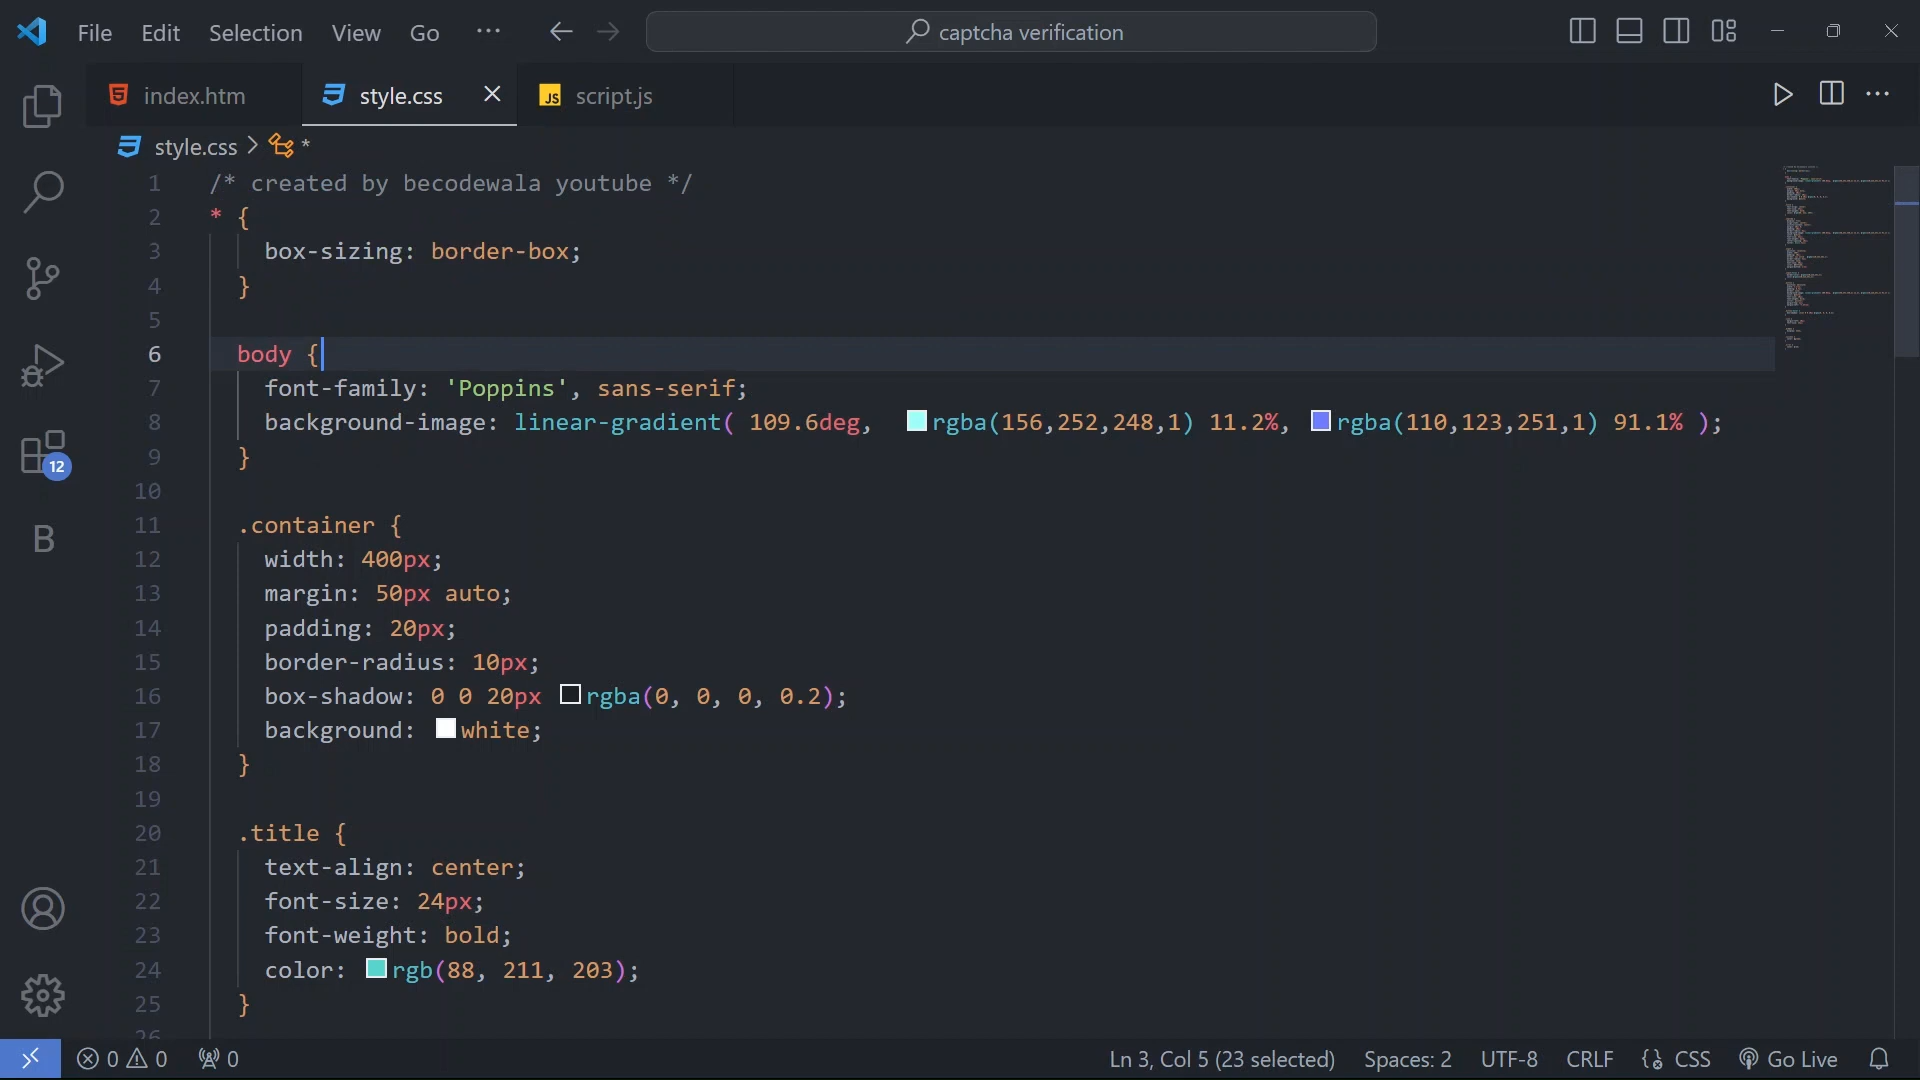 File Edit Selection View Go ··· captcha verification
index.htm style.css script.js
style.css > *
1 /* created by becodewala youtube */
2 * {
3 box-sizing: border-box;
4 }
5
6 body {
7 font-family: 'Poppins', sans-serif;
8 background-image: linear-gradient( 109.6deg, rgba(156,252,248,1) 11.2%, rgba(110,123,251,1) 91.1% );
9 }
10
11 .container {
12 width: 400px;
13 margin: 50px auto;
14 padding: 20px;
15 border-radius: 10px;
16 box-shadow: 0 0 20px rgba(0, 0, 0, 0.2);
17 background: white;
18 }
19
20 .title {
21 text-align: center;
22 font-size: 24px;
23 font-weight: bold;
24 color: rgb(88, 211, 203);
25 }
26
12
B
0 0 0 Ln 3, Col 5 (23 selected) Spaces: 2 UTF-8 CRLF CSS Go Live